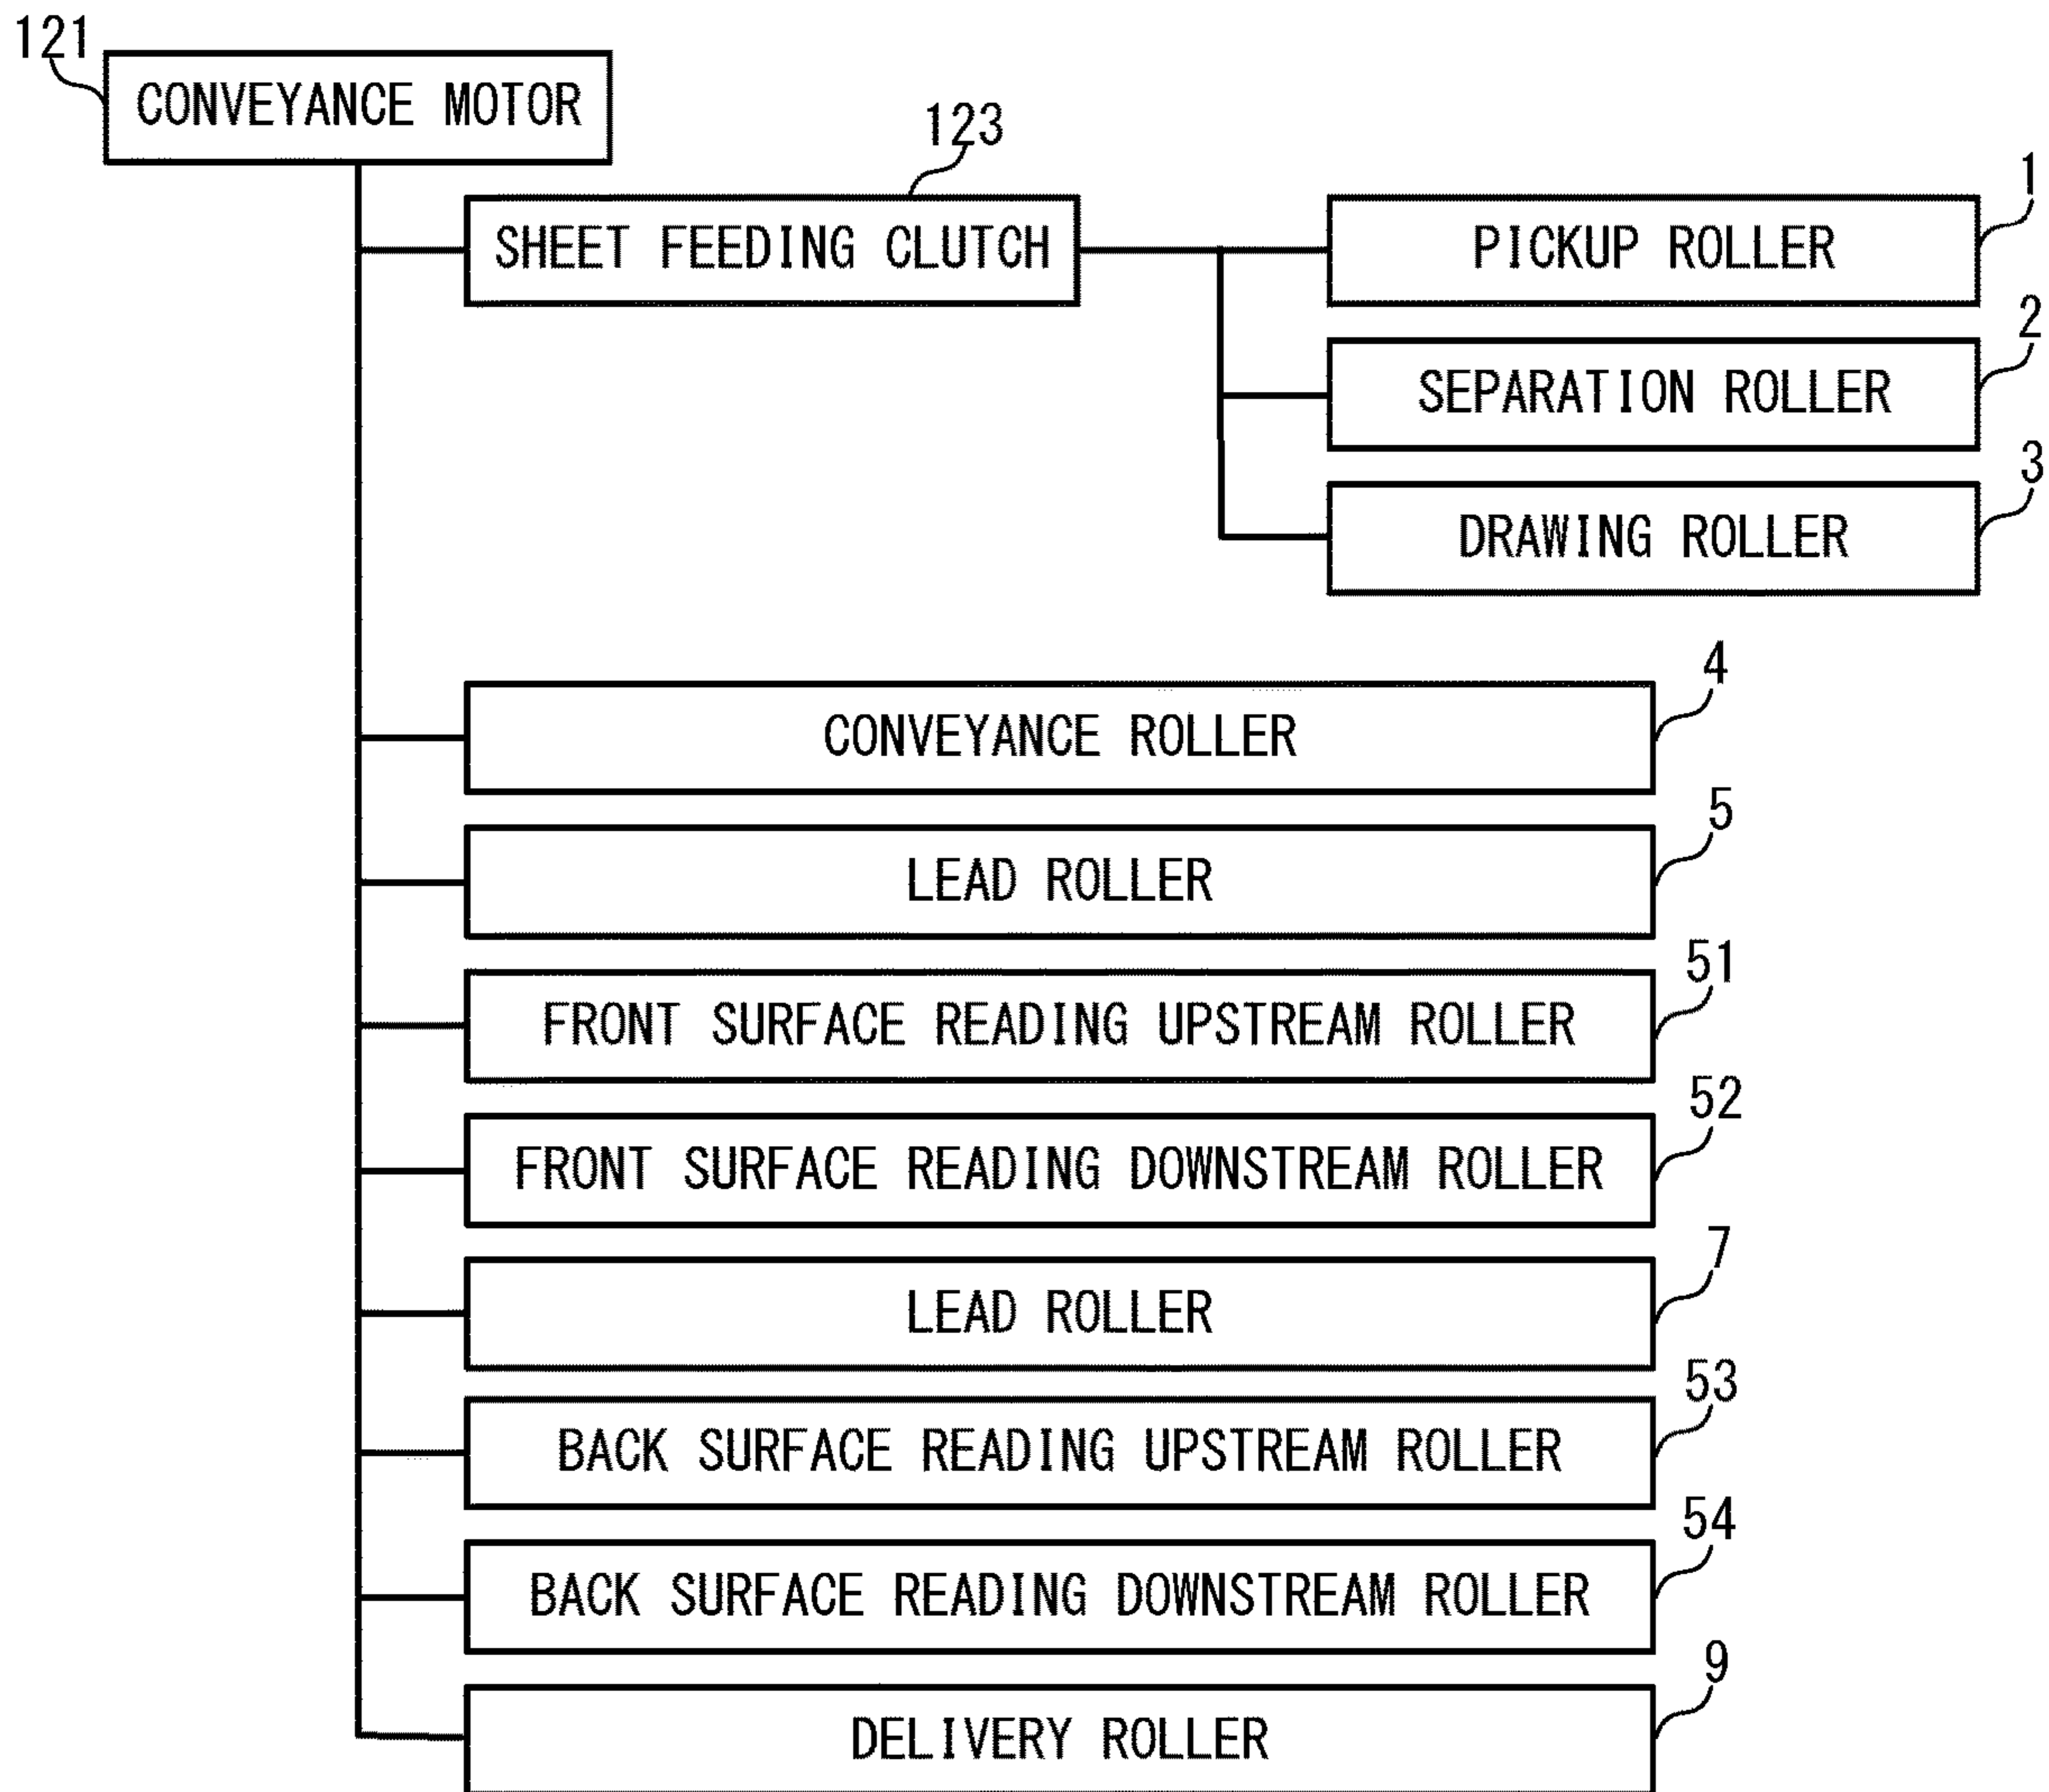 121
CONVEYANCE MOTOR
123
SHEET FEEDING CLUTCH
1
PICKUP ROLLER
2
SEPARATION ROLLER
3
DRAWING ROLLER
4
CONVEYANCE ROLLER
5
LEAD ROLLER
51
FRONT SURFACE READING UPSTREAM ROLLER
52
FRONT SURFACE READING DOWNSTREAM ROLLER
7
LEAD ROLLER
53
BACK SURFACE READING UPSTREAM ROLLER
54
BACK SURFACE READING DOWNSTREAM ROLLER
9
DELIVERY ROLLER